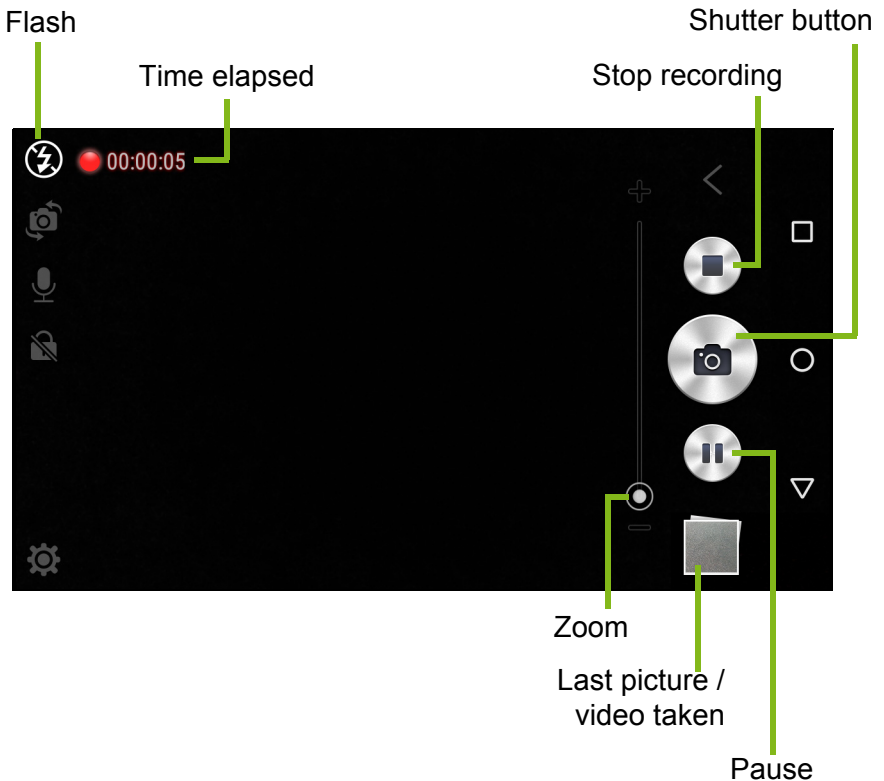 Flash
Shutter button
Time elapsed
Stop recording
00:00:05
Zoom
Last picture /
video taken
Pause